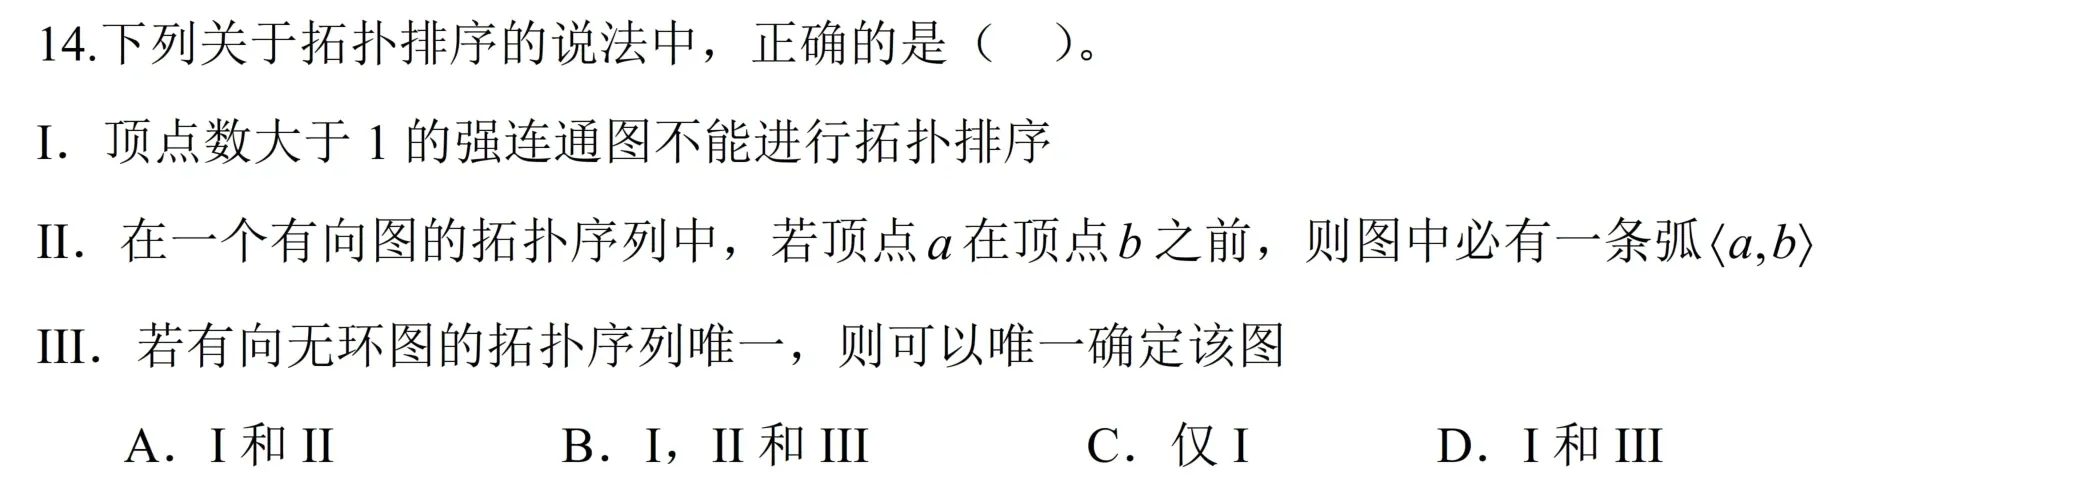 14.下列关于拓扑排序的说法中，正确的是（　）。
I．顶点数大于 1 的强连通图不能进行拓扑排序
II．在一个有向图的拓扑序列中，若顶点a在顶点b之前，则图中必有一条弧⟨a,b⟩
III．若有向无环图的拓扑序列唯一，则可以唯一确定该图
A．I 和 II　B．I，II 和 III　C．仅 I　D．I 和 III